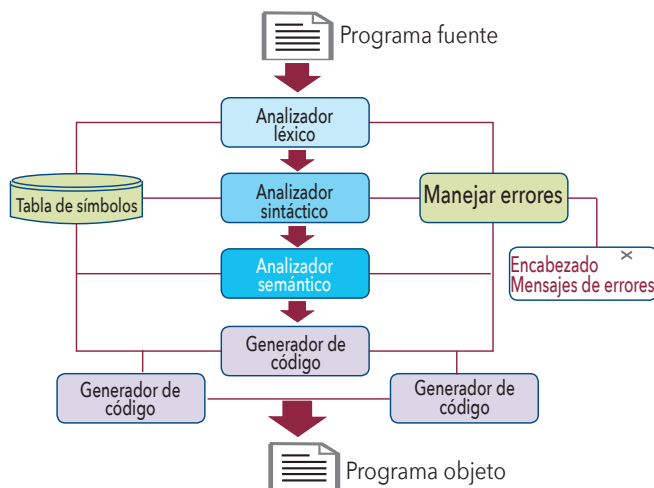 Programa fuente
Analizador
léxico
Tabla de símbolos
Analizador
sintáctico
Manejar errores
Analizador
semántico
x
Encabezado
Mensajes de errores
Generador de
código
Generador de
código
Generador de
código
Programa objeto